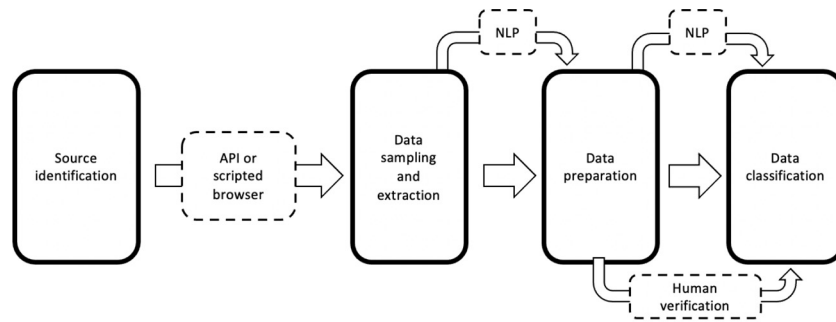 NLP
NLP
Source
identification
API or
scripted
browser
Data
sampling
and
extraction
Data
preparation
Data
classification
Human
verification